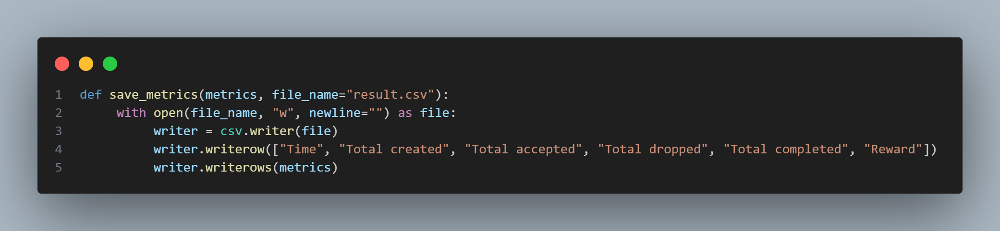 1 def save_metrics(metrics, file_name="result.csv"):
2 with open(file_name, "w", newline="") as file:
3 writer = csv.writer(file)
4 writer.writerow(["Time", "Total created", "Total accepted", "Total dropped", "Total completed", "Reward"])
5 writer.writerows(metrics)